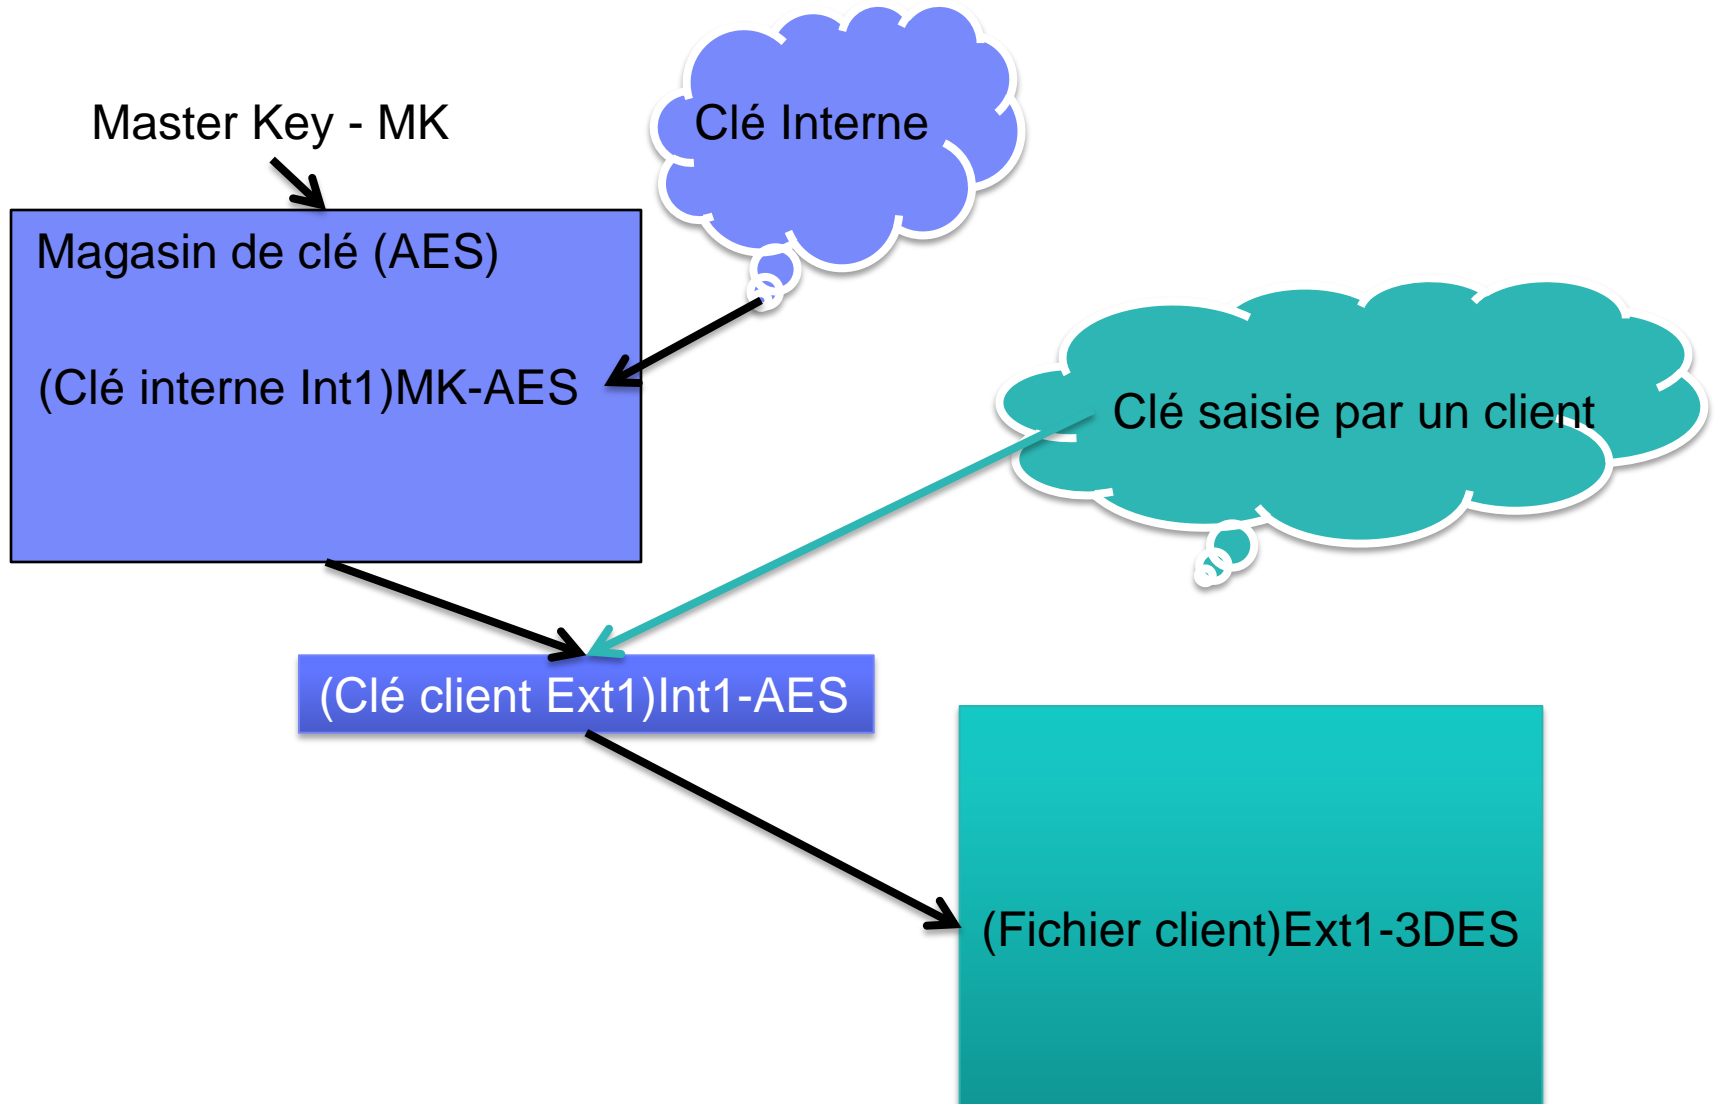 Master Key - MK
Clé Interne
Magasin de clé (AES)
(Clé interne Int1)MK-AES
Clé saisie par un client
(Clé client Ext1)Int1-AES
(Fichier client)Ext1-3DES